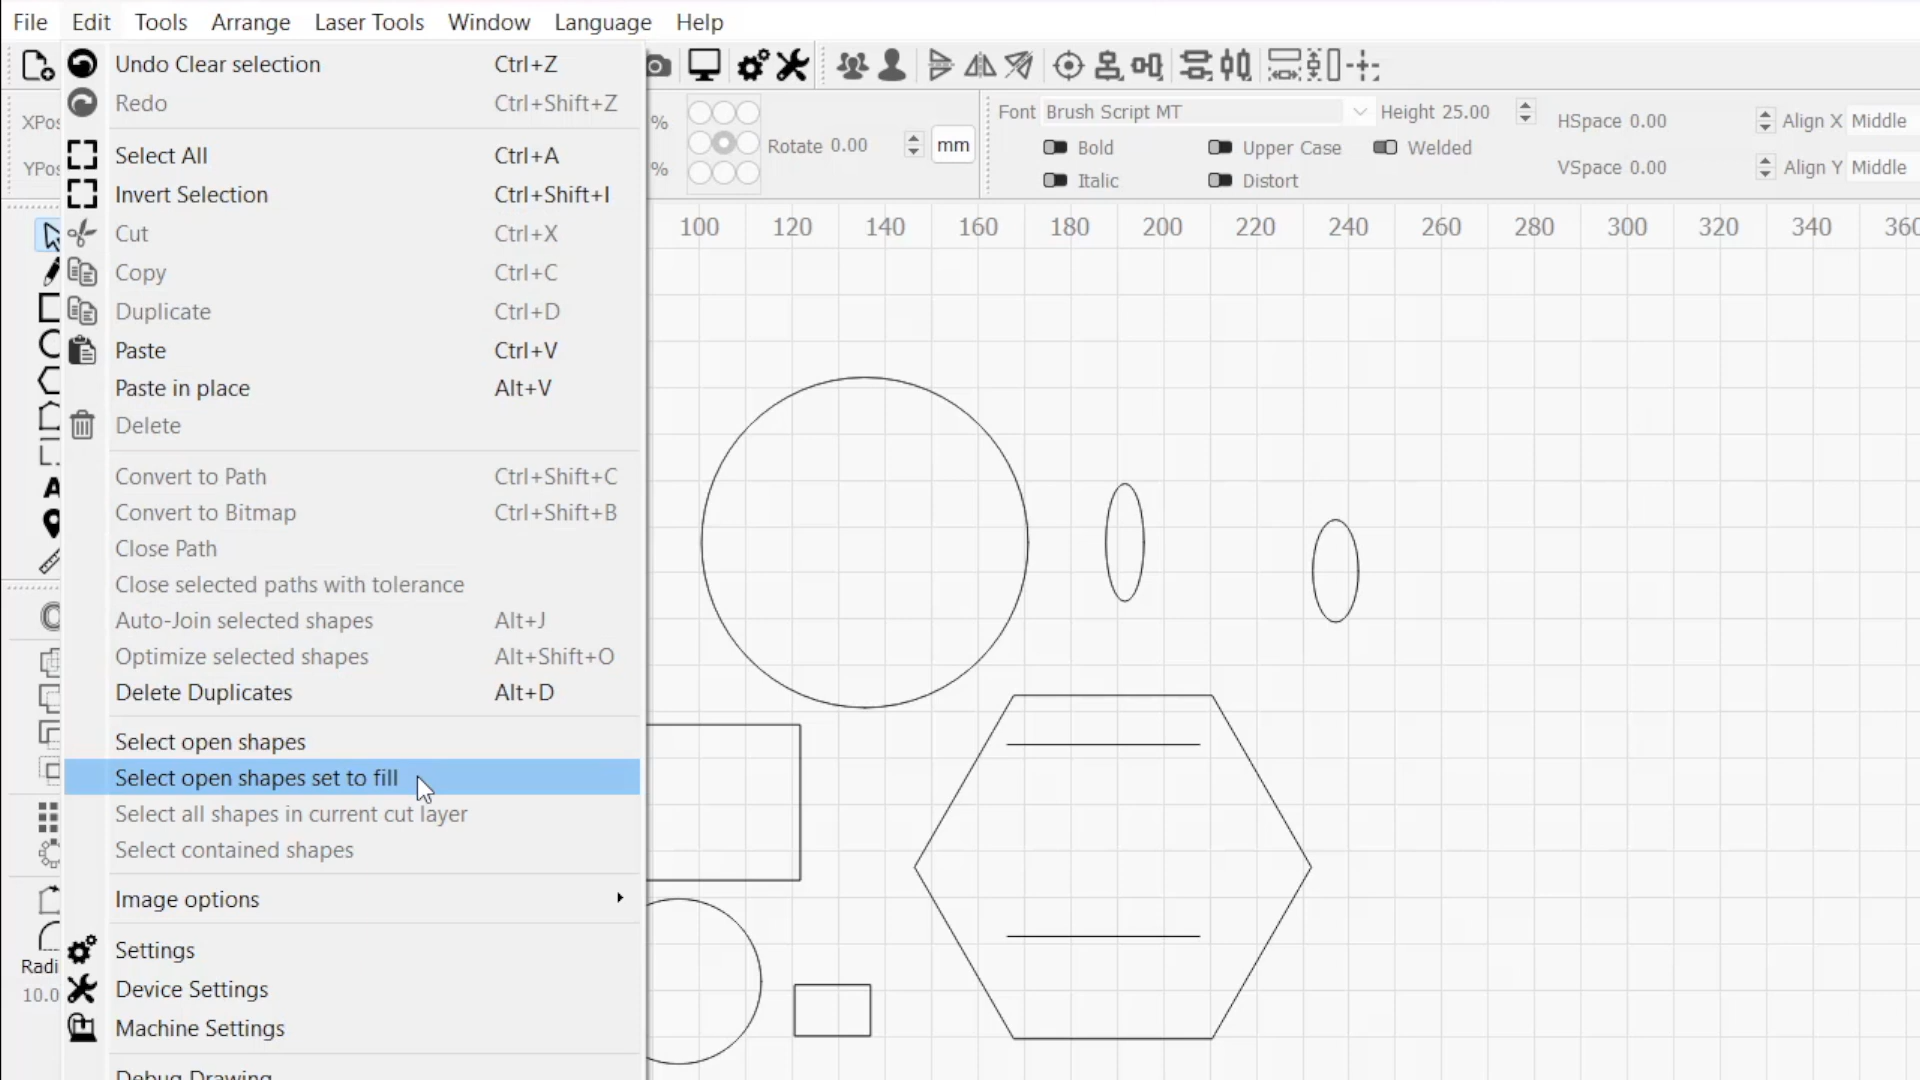 File Edit Tools Arrange Laser Tools Window Language Help
Undo Clear selection Ctrl+Z
Redo Ctrl+Shift+Z
Select All Ctrl+A
Invert Selection Ctrl+Shift+I
Cut Ctrl+X
Copy Ctrl+C
Duplicate Ctrl+D
Paste Ctrl+V
Paste in place Alt+V
Delete
Convert to Path Ctrl+Shift+C
Convert to Bitmap Ctrl+Shift+B
Close Path
Close selected paths with tolerance
Auto-Join selected shapes Alt+J
Optimize selected shapes Alt+Shift+O
Delete Duplicates Alt+D
Select open shapes
Select open shapes set to fill
Select all shapes in current cut layer
Select contained shapes
Image options
Settings
Device Settings
Machine Settings
Debug Drawing
XPos
YPos
%
%
Rotate 0.00 mm
Font Brush Script MT Height 25.00
Bold Upper Case Welded
Italic Distort
HSpace 0.00 Align X Middle
VSpace 0.00 Align Y Middle
100 120 140 160 180 200 220 240 260 280 300 320 340 360
Radi
10.0